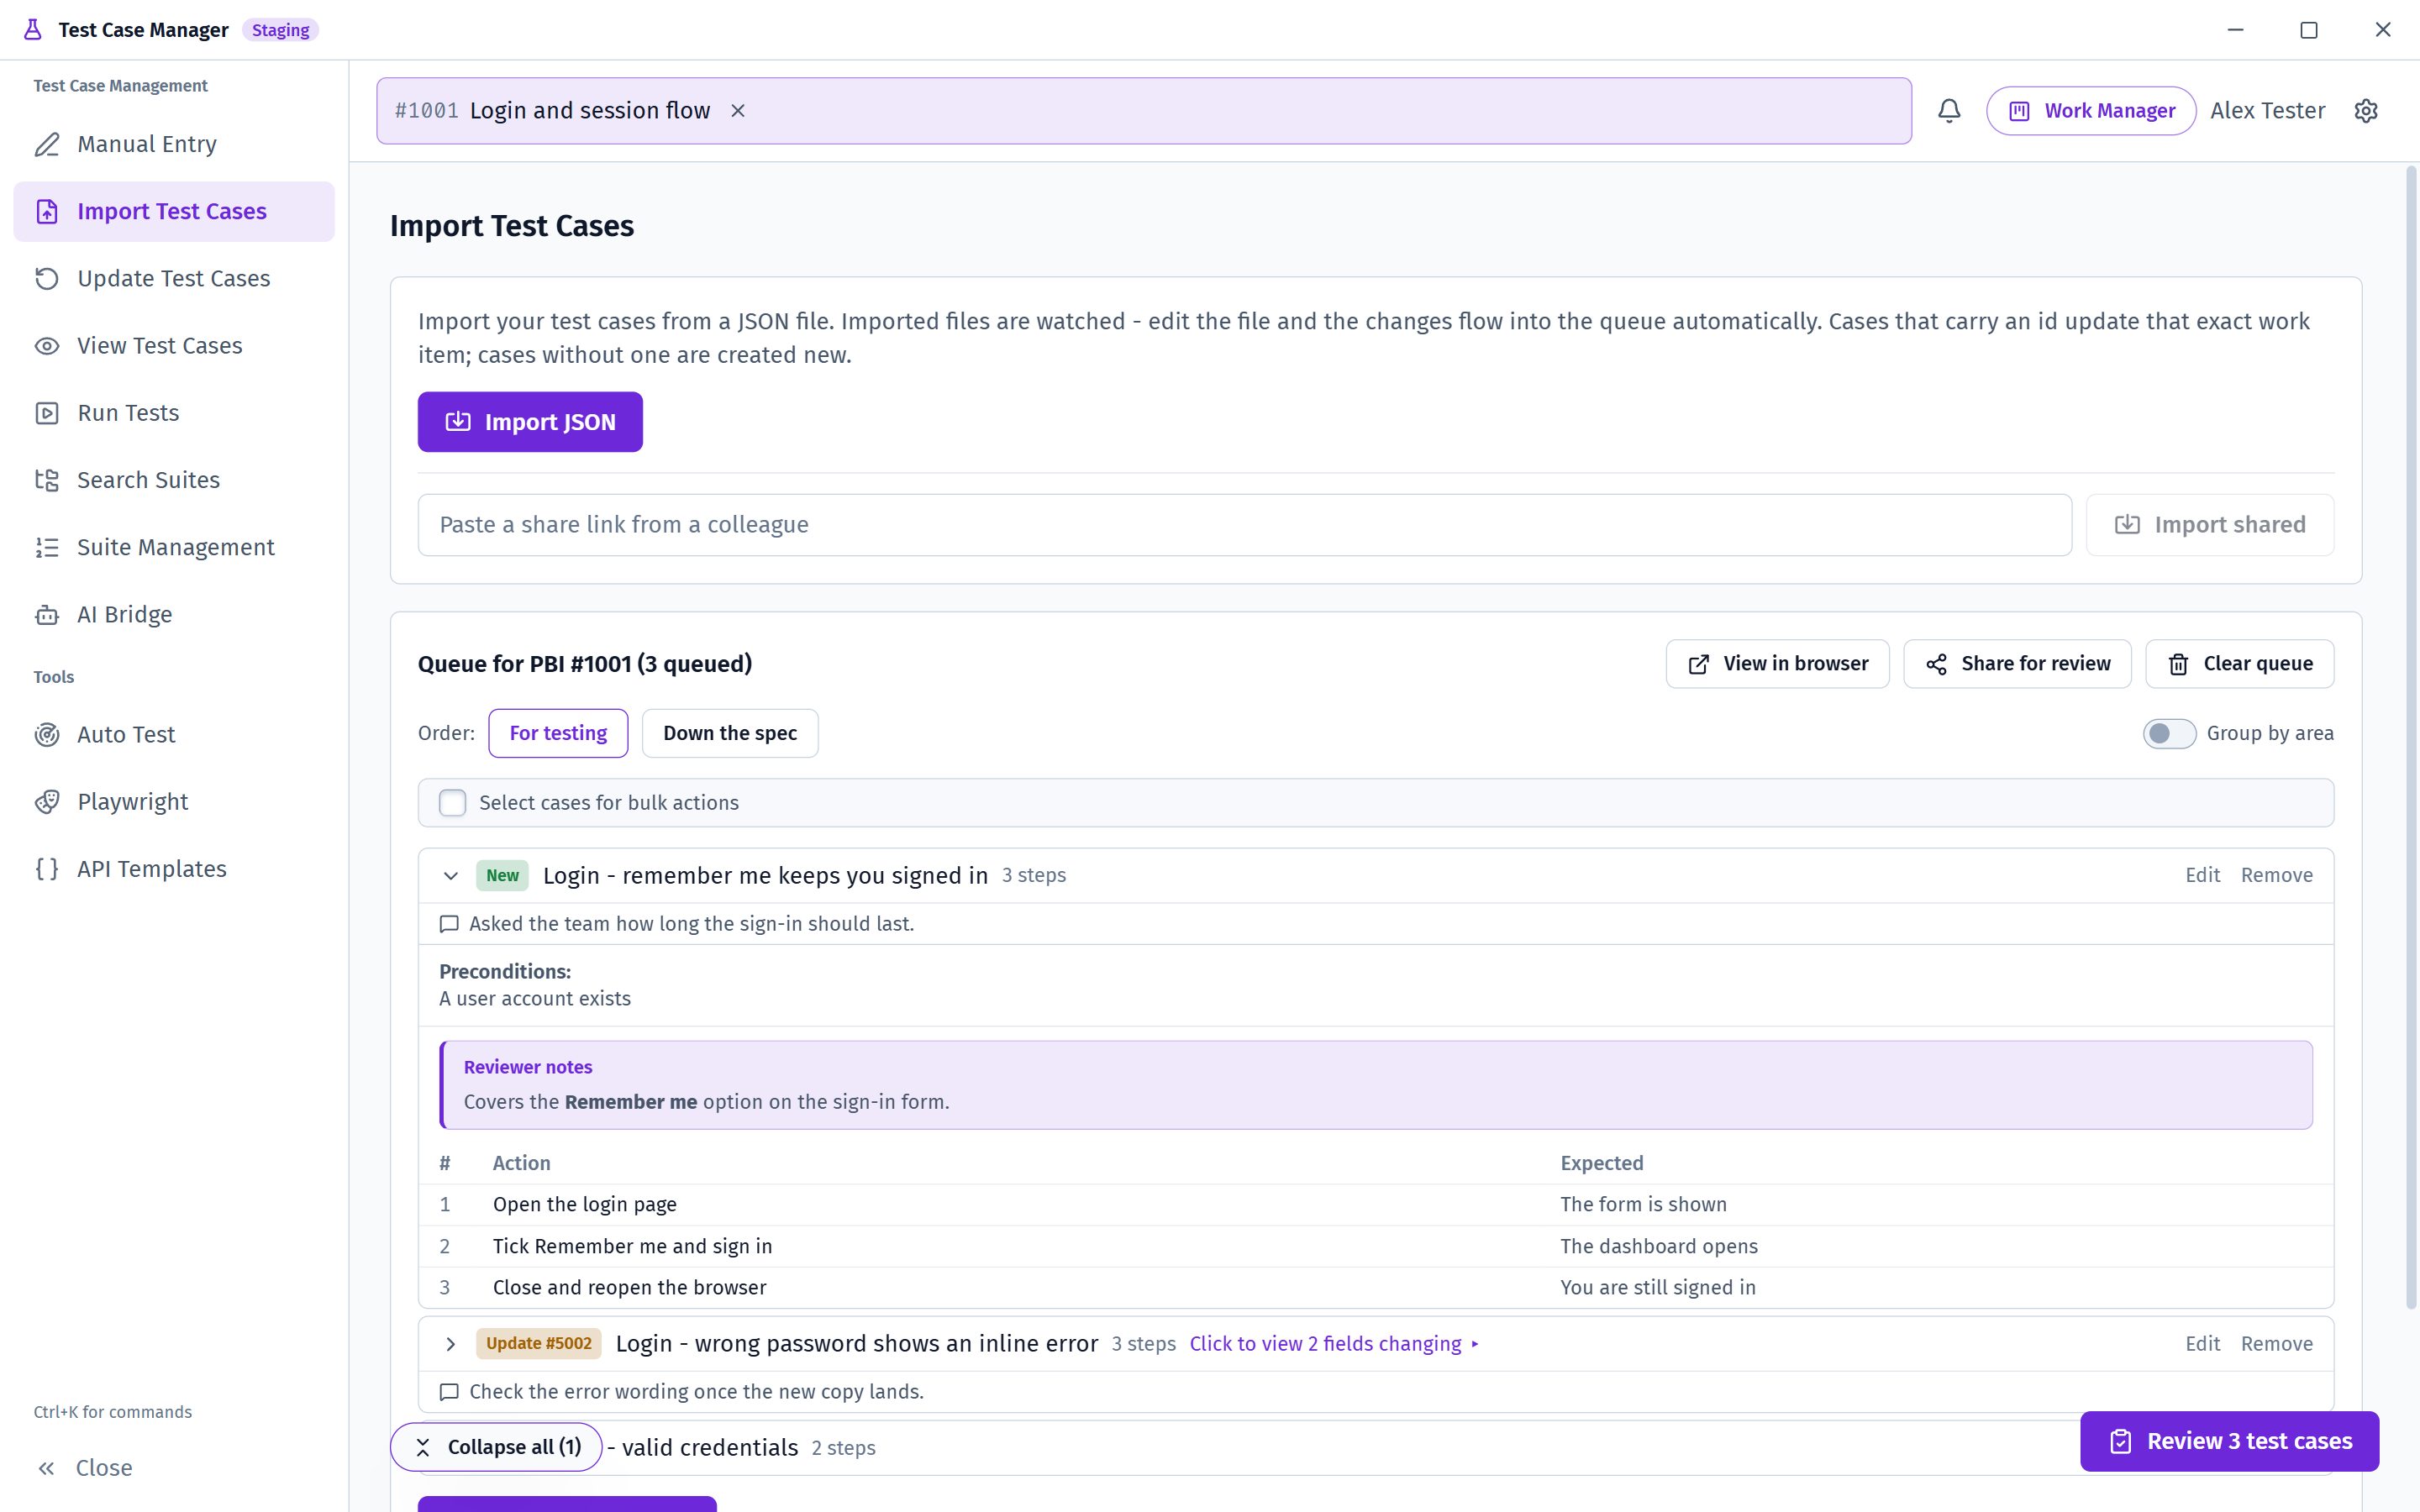 Test Case Manager Staging
Test Case Management
Manual Entry
Import Test Cases
Update Test Cases
View Test Cases
Run Tests
Search Suites
Suite Management
AI Bridge
Tools
Auto Test
Playwright
API Templates
Ctrl+K for commands
Close
#1001 Login and session flow
Work Manager
Alex Tester
Import Test Cases
Import your test cases from a JSON file. Imported files are watched - edit the file and the changes flow into the queue automatically. Cases that carry an id update that exact work
item; cases without one are created new.
Import JSON
Paste a share link from a colleague
Import shared
Queue for PBI #1001 (3 queued)
View in browser
Share for review
Clear queue
Order: For testing Down the spec
Group by area
Select cases for bulk actions
New Login - remember me keeps you signed in 3 steps Edit Remove
Asked the team how long the sign-in should last.
Preconditions:
A user account exists
Reviewer notes
Covers the Remember me option on the sign-in form.
# Action Expected
1 Open the login page The form is shown
2 Tick Remember me and sign in The dashboard opens
3 Close and reopen the browser You are still signed in
Update #5002 Login - wrong password shows an inline error 3 steps Click to view 2 fields changing Edit Remove
Check the error wording once the new copy lands.
Collapse all (1) - valid credentials 2 steps
Review 3 test cases